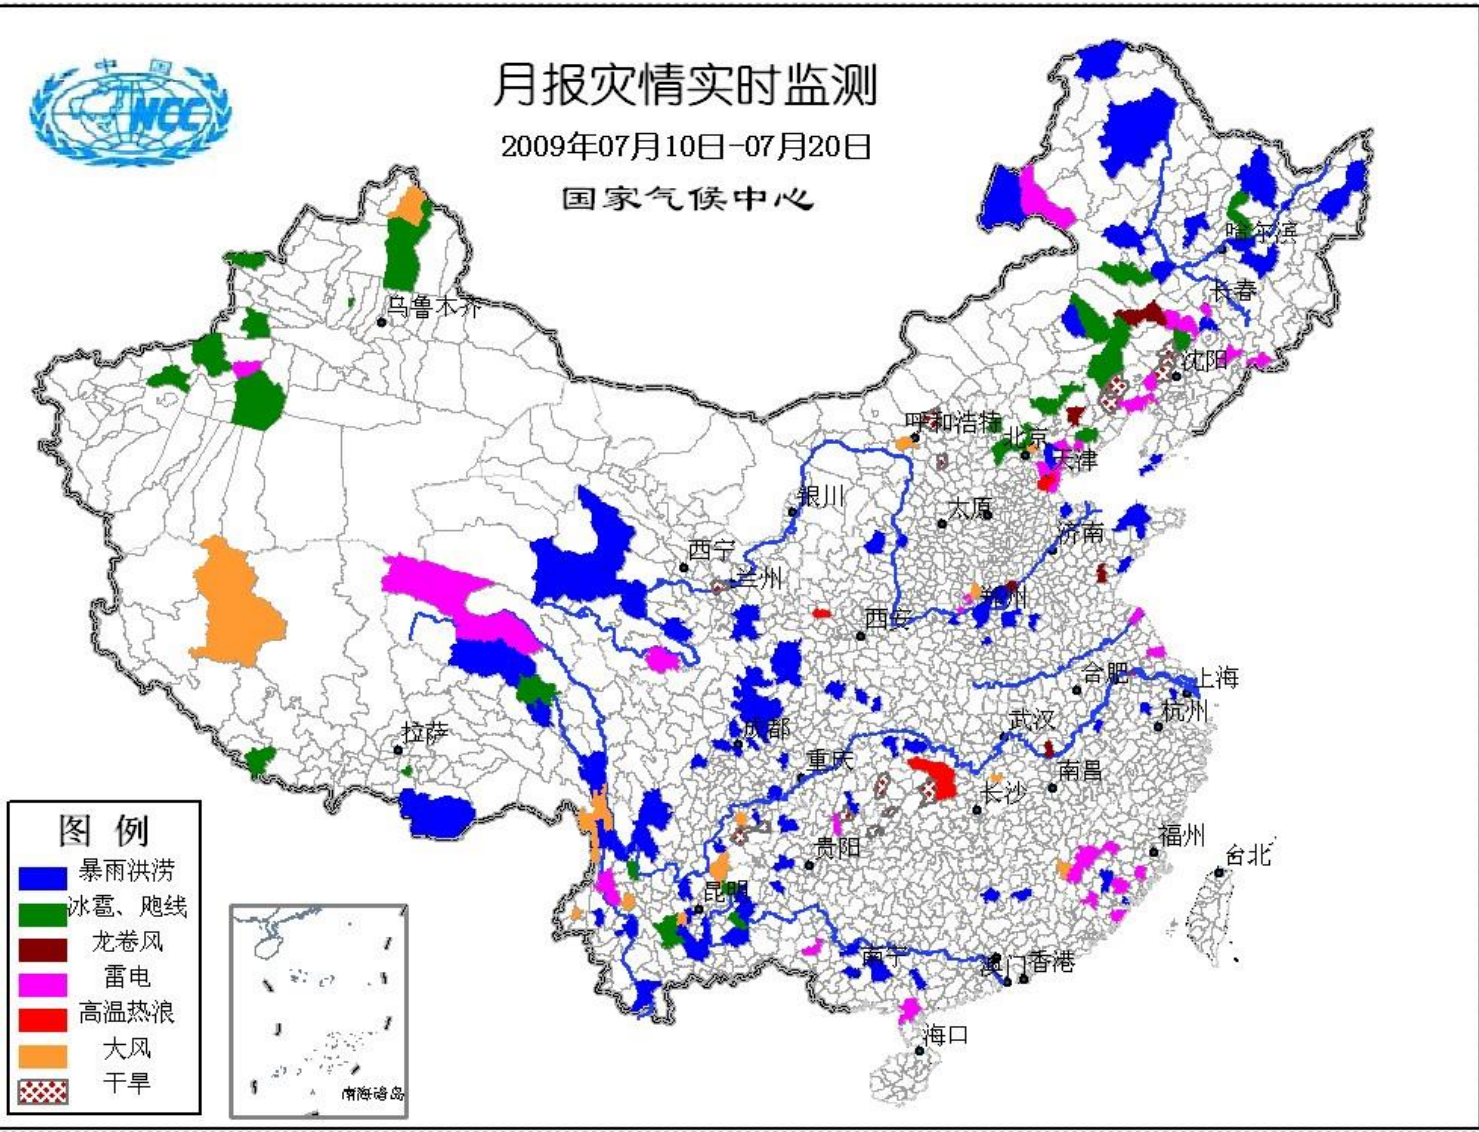 中 国
NCC
月报灾情实时监测
2009年07月10日-07月20日
国家气候中心
哈尔滨
长春
乌鲁木齐
沈阳
呼和浩特
北京
天津
银川
太原
济南
西宁
兰州
郑州
西安
合肥
上海
杭州
武汉
拉萨
成都
重庆
南昌
长沙
贵阳
福州
台北
昆明
南宁
澳门
香港
海口
图 例
暴雨洪涝
冰雹、飑线
龙卷风
雷电
高温热浪
大风
干旱
南海诸岛